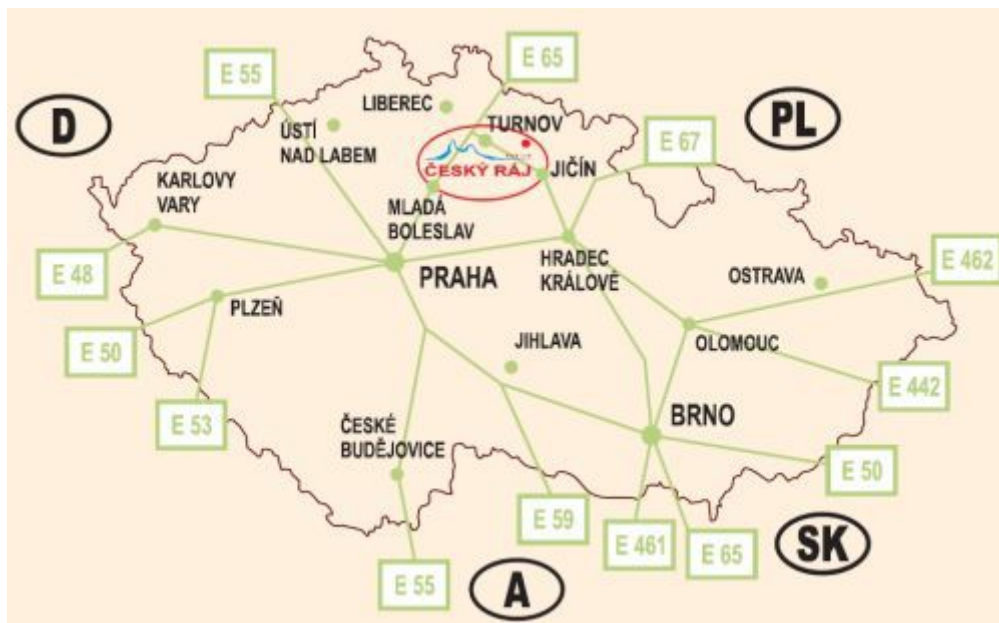 E 55
E 65
D
LIBEREC
PL
ÚSTÍ
NAD LABEM
TURNOV
E 67
KARLOVY
VARY
ČESKÝ RÁJ
JIČÍN
MLADÁ
BOLESLAV
E 48
PRAHA
HRADEC
KRÁLOVÉ
OSTRAVA
E 462
PLZEŇ
E 50
JIHLAVA
OLOMOUC
E 442
E 53
ČESKÉ
BUDĚJOVICE
BRNO
E 50
E 59
E 461
E 65
SK
E 55
A